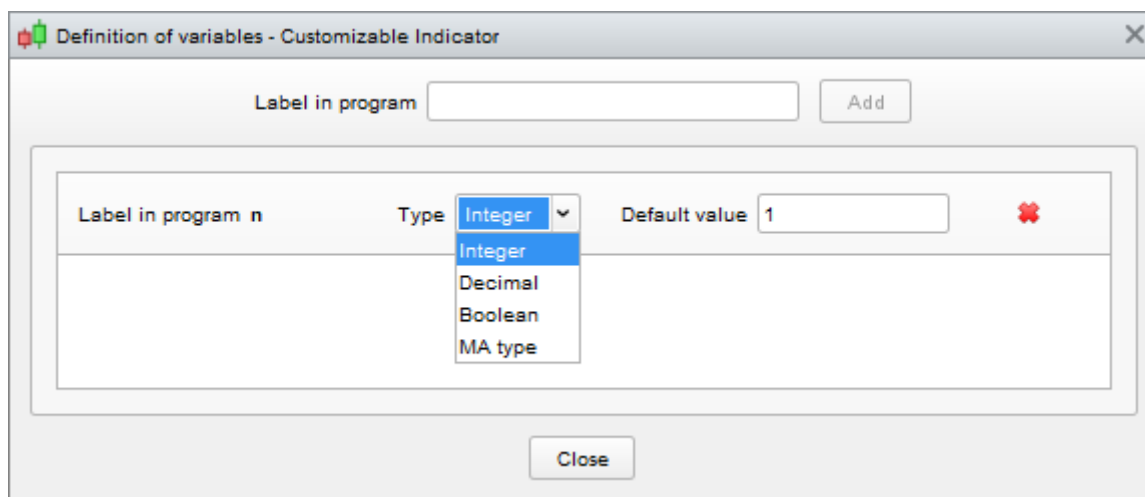 Definition of variables - Customizable Indicator
Label in program Add
Label in program n Type Integer Default value 1
Integer
Decimal
Boolean
MA type
Close